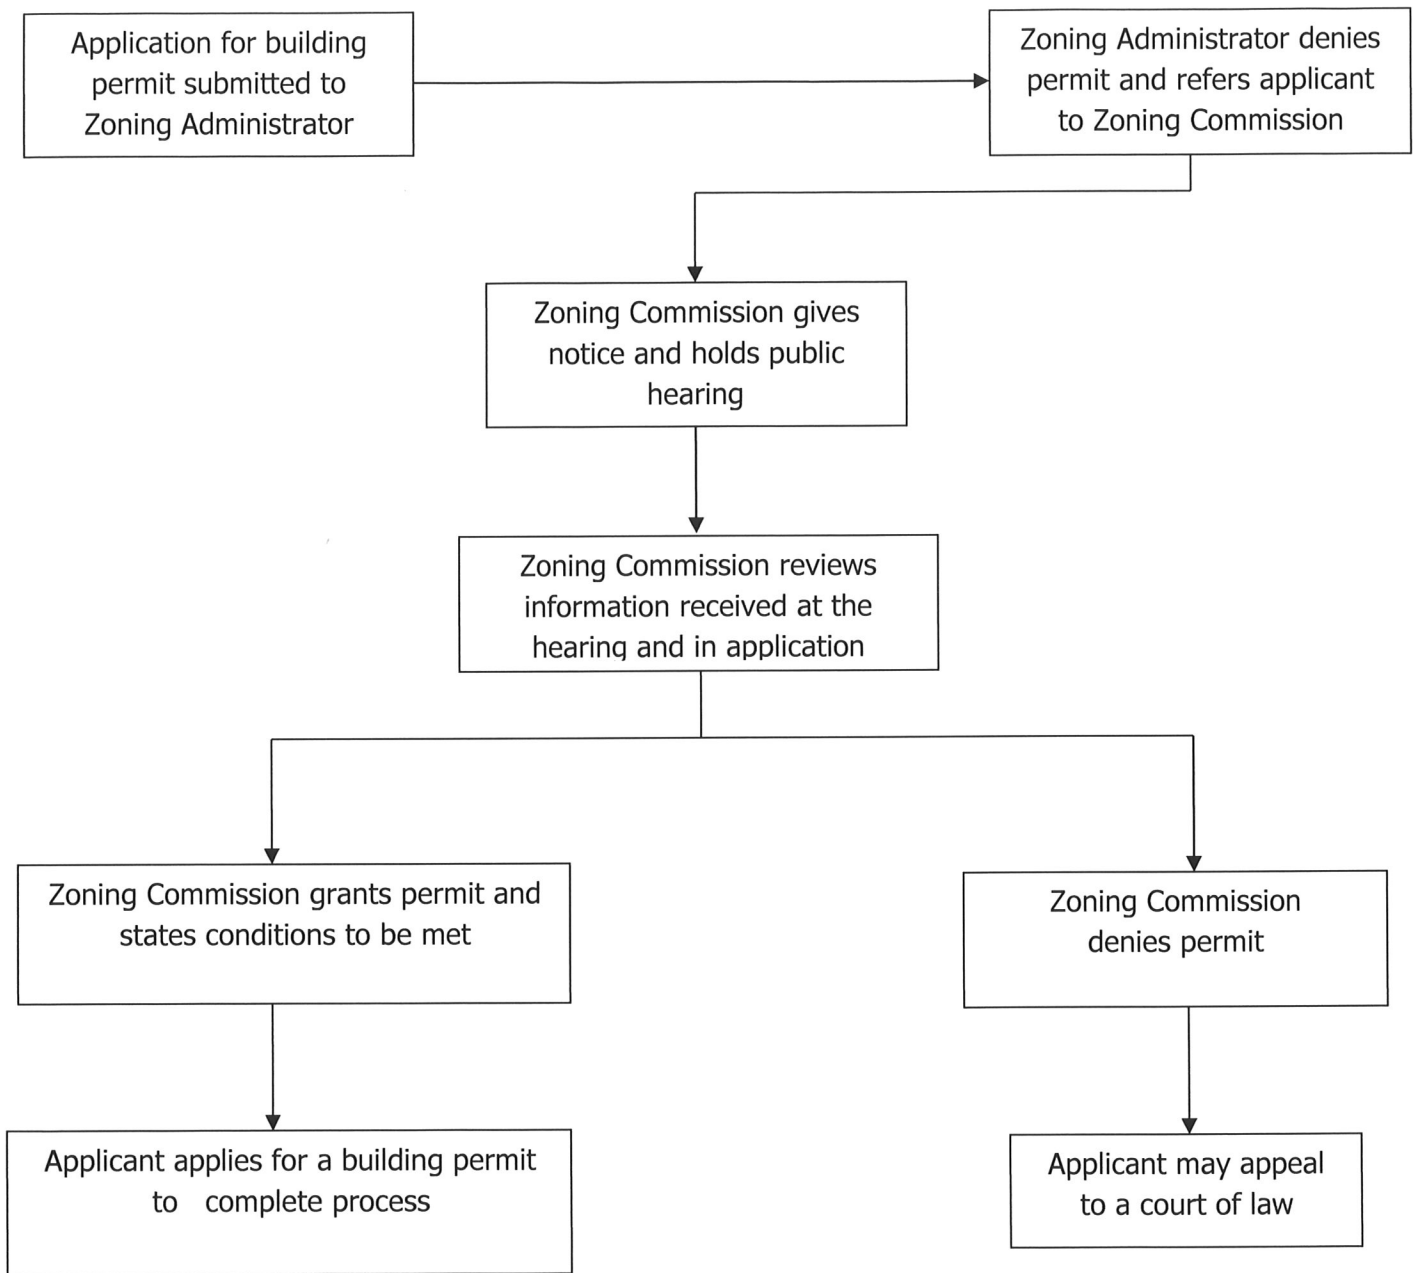 Application for building
permit submitted to
Zoning Administrator
Zoning Administrator denies
permit and refers applicant
to Zoning Commission
Zoning Commission gives
notice and holds public
hearing
Zoning Commission reviews
information received at the
hearing and in application
Zoning Commission grants permit and
states conditions to be met
Zoning Commission
denies permit
Applicant applies for a building permit
to complete process
Applicant may appeal
to a court of law